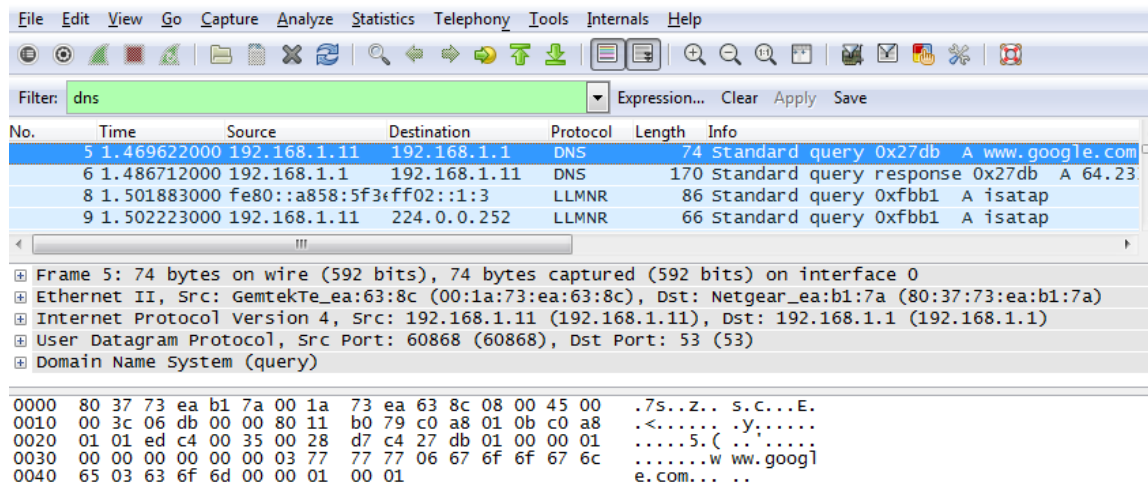 File Edit View Go Capture Analyze Statistics Telephony Tools Internals Help
Filter: dns Expression... Clear Apply Save
No. Time Source Destination Protocol Length Info
5 1.469622000 192.168.1.11 192.168.1.1 DNS 74 Standard query 0x27db A www.google.com
6 1.486712000 192.168.1.1 192.168.1.11 DNS 170 Standard query response 0x27db A 64.23
8 1.501883000 fe80::a858:5f3 ff02::1:3 LLMNR 86 Standard query 0xfbb1 A isatap
9 1.502223000 192.168.1.11 224.0.0.252 LLMNR 66 Standard query 0xfbb1 A isatap
Frame 5: 74 bytes on wire (592 bits), 74 bytes captured (592 bits) on interface 0
Ethernet II, Src: GemtekTe_ea:63:8c (00:1a:73:ea:63:8c), Dst: Netgear_ea:b1:7a (80:37:73:ea:b1:7a)
Internet Protocol Version 4, Src: 192.168.1.11 (192.168.1.11), Dst: 192.168.1.1 (192.168.1.1)
User Datagram Protocol, Src Port: 60868 (60868), Dst Port: 53 (53)
Domain Name System (query)
0000 80 37 73 ea b1 7a 00 1a 73 ea 63 8c 08 00 45 00 .7s..z.. s.c...E.
0010 00 3c 06 db 00 00 80 11 b0 79 c0 a8 01 0b c0 a8 .<...... .y......
0020 01 01 ed c4 00 35 00 28 d7 c4 27 db 01 00 00 01 .....5.( ..'.....
0030 00 00 00 00 00 00 03 77 77 77 06 67 6f 6f 67 6c .......w ww.googl
0040 65 03 63 6f 6d 00 00 01 00 01 e.com... ..